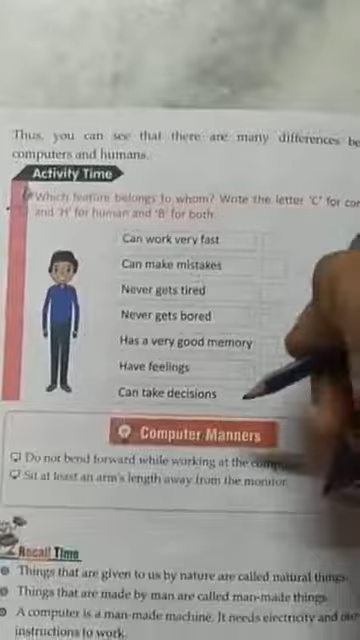 Thus, you can see that there are many differences be
computers and humans.
Activity Time
Which feature belongs to whom? Write the letter 'C' for com
and 'H' for human and 'B' for both.
Can work very fast
Can make mistakes
Never gets tired
Never gets bored
Has a very good memory
Have feelings
Can take decisions
Computer Manners
Do not bend forward while working at the comp
Sit at least an arm's length away from the monitor.
Recall Time
Things that are given to us by nature are called natural things.
Things that are made by man are called man-made things.
A computer is a man-made machine. It needs electricity and
instructions to work.